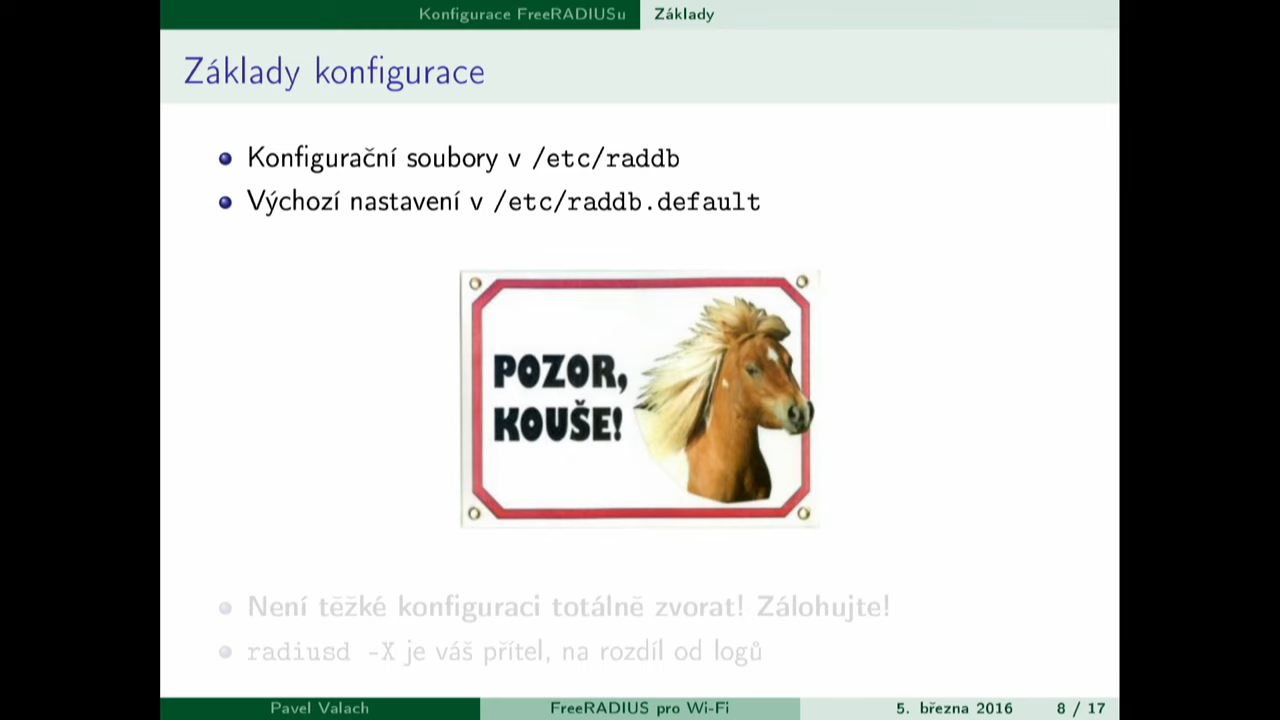 Konfigurace FreeRADIUSu Základy
Základy konfigurace
Konfigurační soubory v /etc/raddb
Výchozí nastavení v /etc/raddb.default
POZOR,
KOUŠE!
Není těžké konfiguraci totálně zvorat! Zálohujte!
radiusd -X je váš přítel, na rozdíl od logů
Pavel Valach FreeRADIUS pro Wi-Fi 5. března 2016 8 / 17